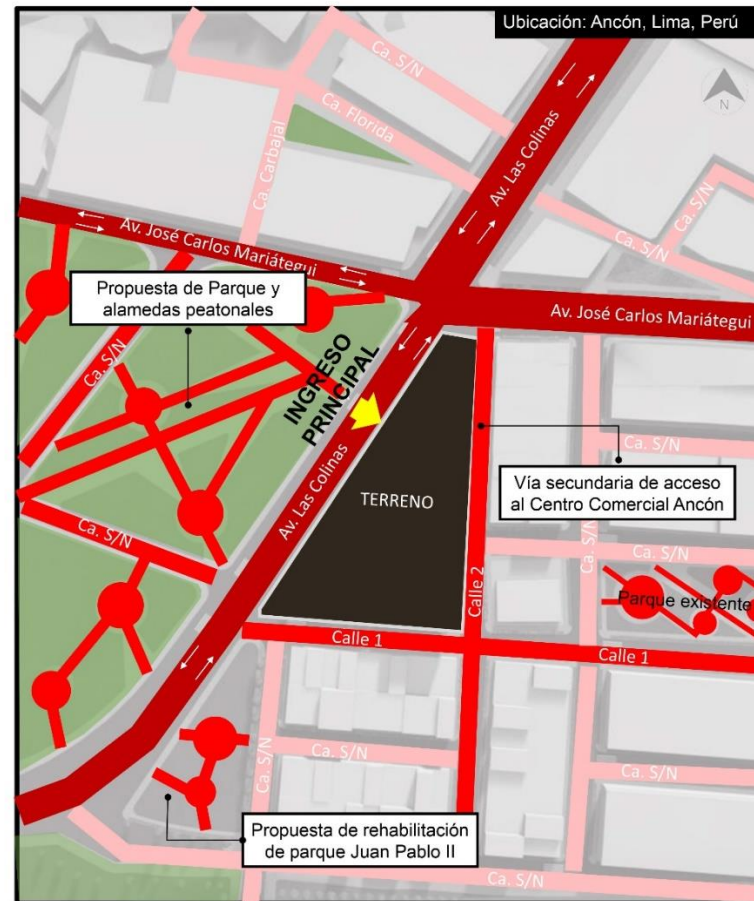 Ubicación: Ancón, Lima, Perú
Ca. S/N
N
Ca. Florida
Av. Las Colinas
Ca. Carbajal
Ca. S/N
Ca. S/N
Av. José Carlos Mariátegui
Propuesta de Parque y
alamedas peatonales
Av. José Carlos Mariátegui
Ca. S/N
INGRESO
PRINCIPAL
Vía secundaria de acceso
al Centro Comercial Ancón
TERRENO
Av. Las Colinas
Ca. S/N
Ca. S/N
Ca. S/N
Calle 2
Parque existente
Calle 1
Calle 1
Ca. S/N
Ca. S/N
Ca. S/N
Propuesta de rehabilitación
de parque Juan Pablo II
Ca. S/N